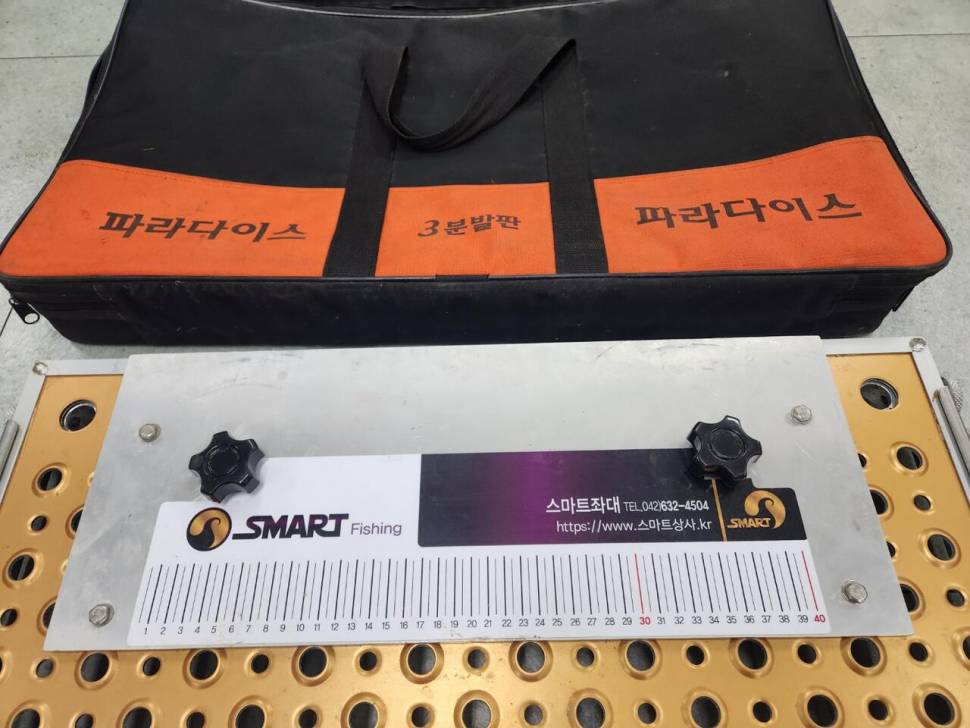 파라다이스
3분발판
파라다이스
SMART Fishing
스마트좌대 TEL.042)632-4504
https://www.스마트상사.kr
SMART
1 2 3 4 5 6 7 8 9 10 11 12 13 14 15 16 17 18 19 20 21 22 23 24 25 26 27 28 29 30 31 32 33 34 35 36 37 38 39 40